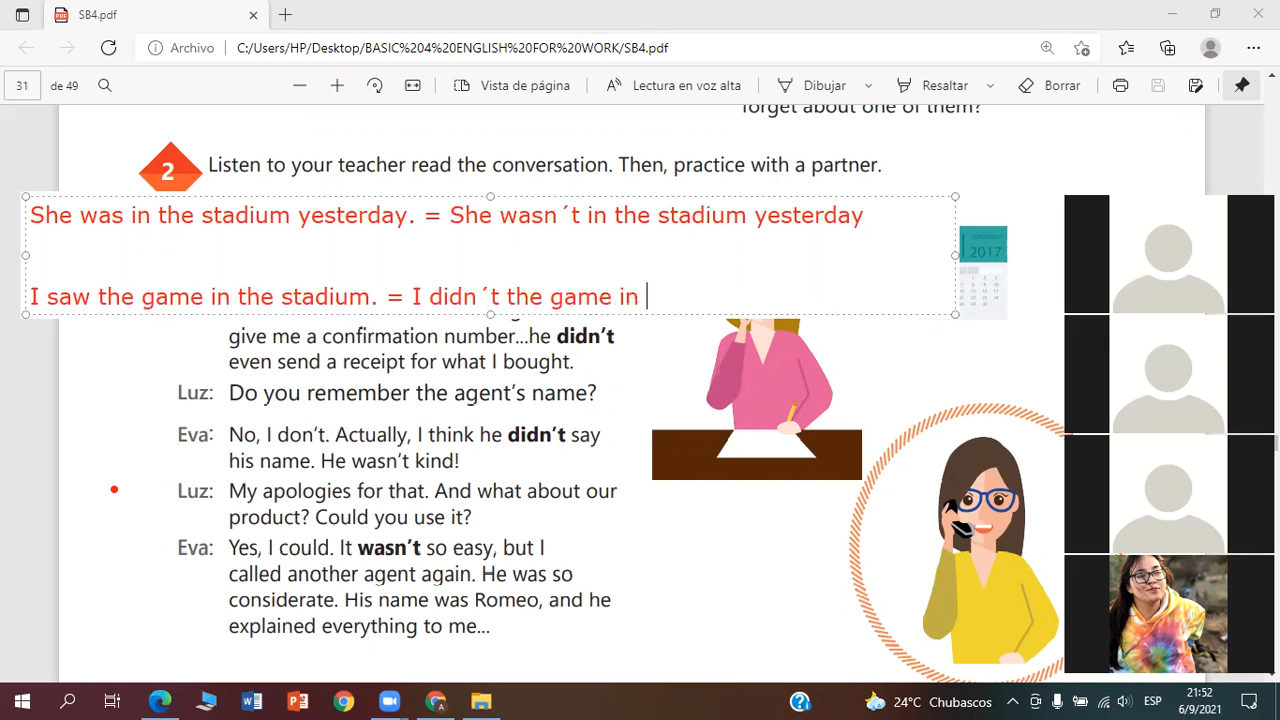 SB4.pdf
Archivo C:/Users/HP/Desktop/BASIC%204%20ENGLISH%20FOR%20WORK/SB4.pdf
31 de 49 Vista de página Lectura en voz alta Dibujar Resaltar Borrar
forget about one of them?
2 Listen to your teacher read the conversation. Then, practice with a partner.
She was in the stadium yesterday. = She wasn´t in the stadium yesterday
2017
I saw the game in the stadium. = I didn´t the game in
give me a confirmation number...he didn't
even send a receipt for what I bought.
Luz: Do you remember the agent's name?
Eva: No, I don't. Actually, I think he didn't say
his name. He wasn't kind!
Luz: My apologies for that. And what about our
product? Could you use it?
Eva: Yes, I could. It wasn't so easy, but I
called another agent again. He was so
considerate. His name was Romeo, and he
explained everything to me...
24°C Chubascos ESP 21:52
6/9/2021